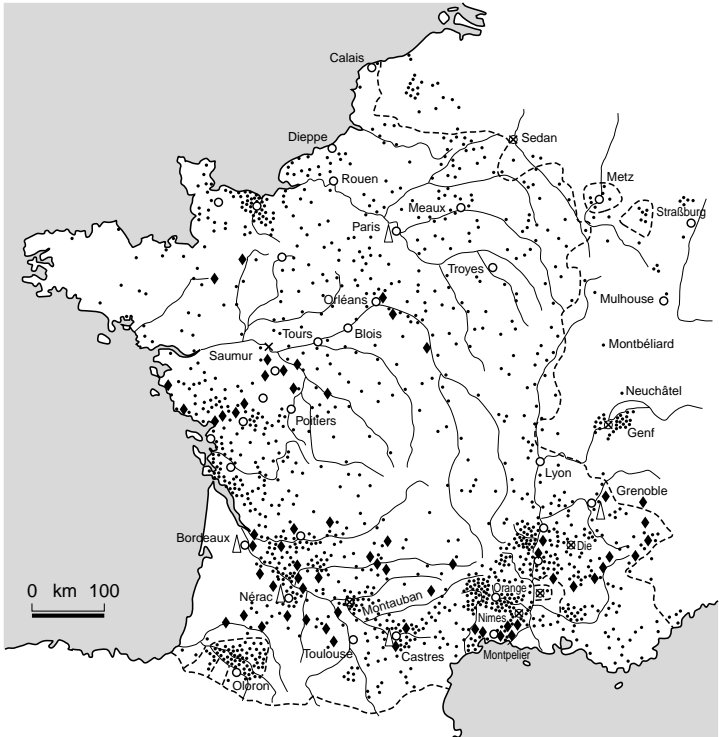 Calais
Dieppe
Sedan
Rouen
Metz
Meaux
Straßburg
Paris
Troyes
Orléans
Mulhouse
Tours
Blois
Saumur
Montbéliard
Neuchâtel
Poitiers
Genf
Lyon
Grenoble
Bordeaux
Die
0 km 100
Nérac
Montauban
Orange
Nimes
Toulouse
Castres
Montpelier
Oloron